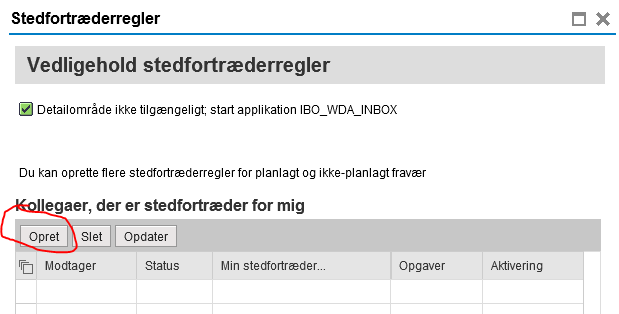 Stedfortræderregler
Vedligehold stedfortræderregler
Detailområde ikke tilgængeligt; start applikation IBO_WDA_INBOX
Du kan oprette flere stedfortræderregler for planlagt og ikke-planlagt fravær
Kollegaer, der er stedfortræder for mig
Opret Slet Opdater
Modtager Status Min stedfortræder... Opgaver Aktivering